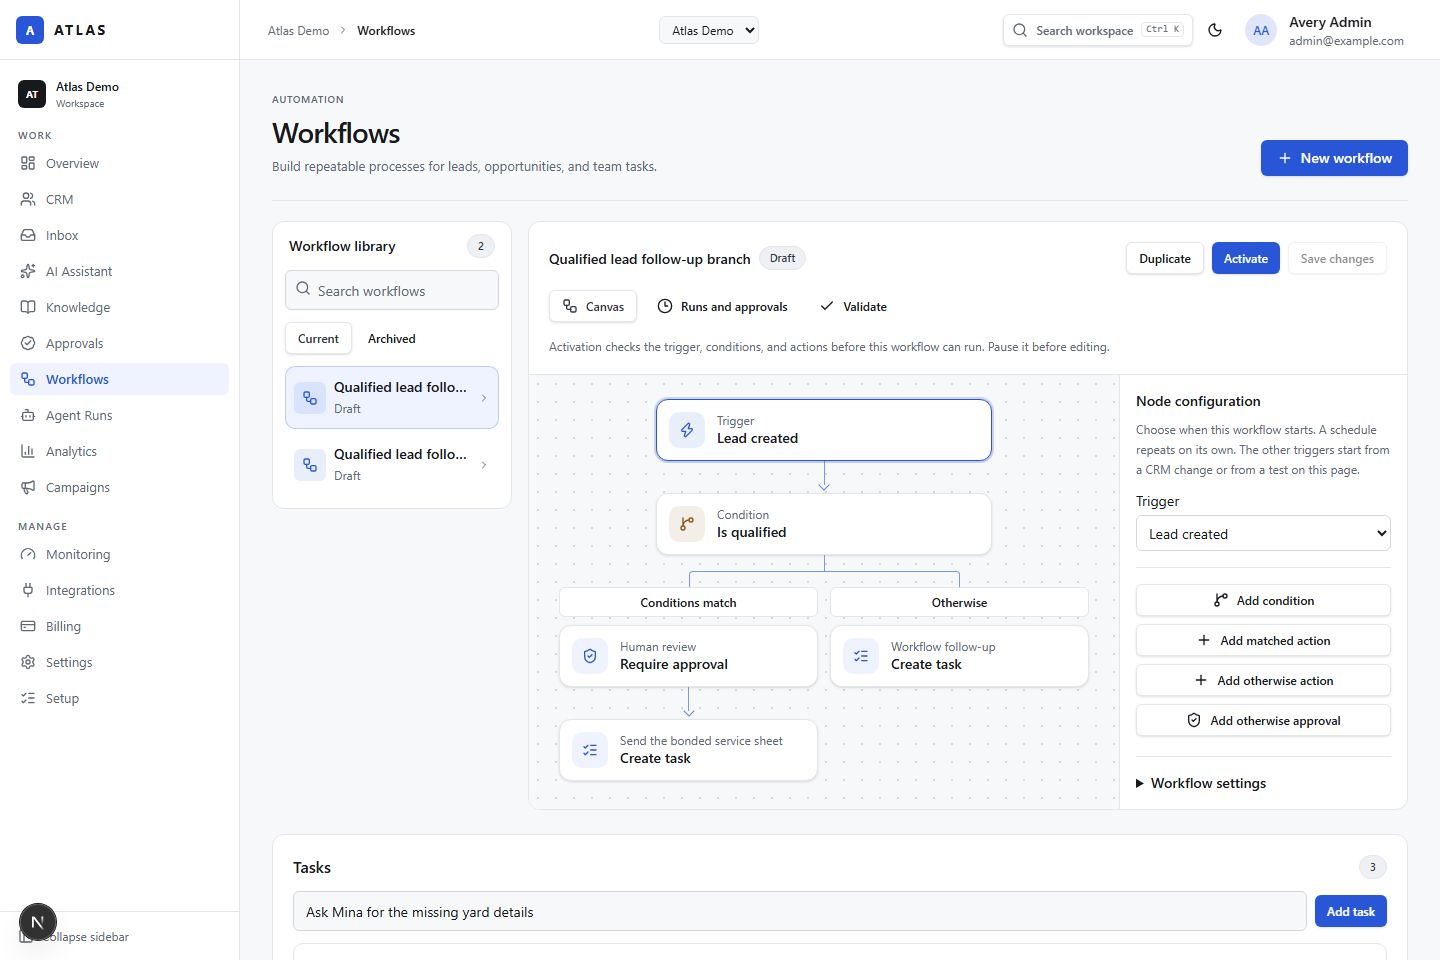 A ATLAS
AT
Atlas Demo
Workspace
WORK
Overview
CRM
Inbox
AI Assistant
Knowledge
Approvals
Workflows
Agent Runs
Analytics
Campaigns
MANAGE
Monitoring
Integrations
Billing
Settings
Setup
N
ollapse sidebar
Atlas Demo > Workflows
Atlas Demo
Search workspace Ctrl K
AA
Avery Admin
admin@example.com
AUTOMATION
Workflows
Build repeatable processes for leads, opportunities, and team tasks.
New workflow
Workflow library 2
Search workflows
Current Archived
Qualified lead follo...
Draft
Qualified lead follo...
Draft
Qualified lead follow-up branch Draft
Duplicate Activate Save changes
Canvas Runs and approvals Validate
Activation checks the trigger, conditions, and actions before this workflow can run. Pause it before editing.
Trigger
Lead created
Condition
Is qualified
Conditions match Otherwise
Human review
Require approval
Workflow follow-up
Create task
Send the bonded service sheet
Create task
Node configuration
Choose when this workflow starts. A schedule
repeats on its own. The other triggers start from
a CRM change or from a test on this page.
Trigger
Lead created
Add condition
Add matched action
Add otherwise action
Add otherwise approval
Workflow settings
Tasks 3
Ask Mina for the missing yard details Add task